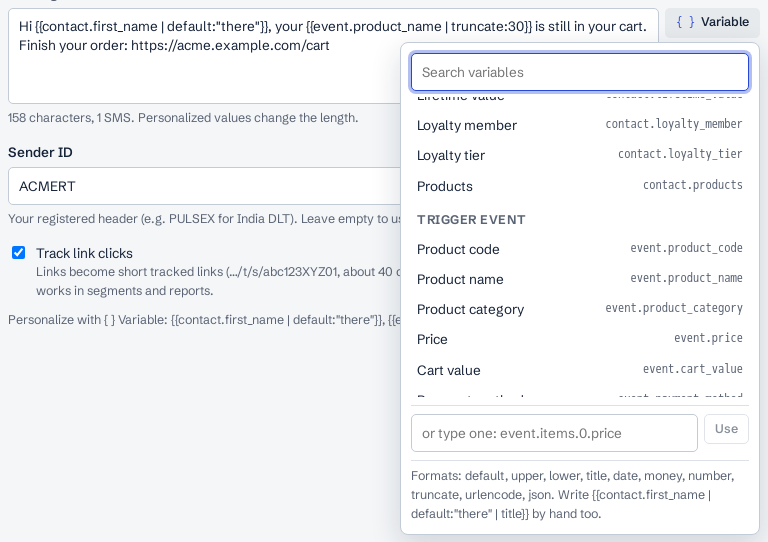 Hi {{contact.first_name | default:"there"}}, your {{event.product_name | truncate:30}} is still in your cart.
Finish your order: https://acme.example.com/cart
{ } Variable
158 characters, 1 SMS. Personalized values change the length.
Sender ID
ACMERT
Your registered header (e.g. PULSEX for India DLT). Leave empty to us
Track link clicks
Links become short tracked links (.../t/s/abc123XYZ01, about 40 c
works in segments and reports.
Personalize with { } Variable: {{contact.first_name | default:"there"}}, {{e
Search variables
Lifetime value contact.lifetime_value
Loyalty member contact.loyalty_member
Loyalty tier contact.loyalty_tier
Products contact.products
TRIGGER EVENT
Product code event.product_code
Product name event.product_name
Product category event.product_category
Price event.price
Cart value event.cart_value
or type one: event.items.0.price
Use
Formats: default, upper, lower, title, date, money, number,
truncate, urlencode, json. Write {{contact.first_name |
default:"there" | title}} by hand too.